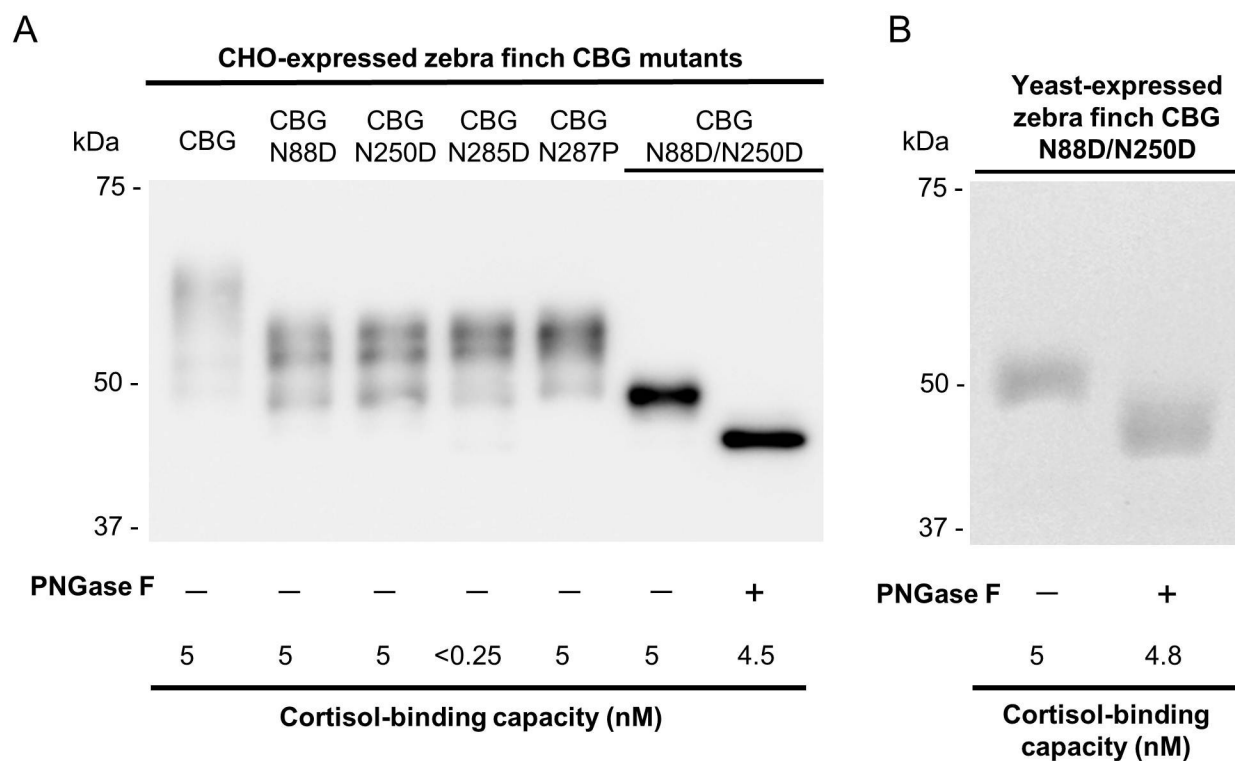 A
CHO-expressed zebra finch CBG mutants
kDa
CBG
CBG N88D
CBG N250D
CBG N285D
CBG N287P
CBG N88D/N250D
75 -
50 -
37 -
PNGase F – – – – – – +
5 5 5 <0.25 5 5 4.5
Cortisol-binding capacity (nM)
B
Yeast-expressed
zebra finch CBG
N88D/N250D
kDa
75 -
50 -
37 -
PNGase F – +
5 4.8
Cortisol-binding
capacity (nM)